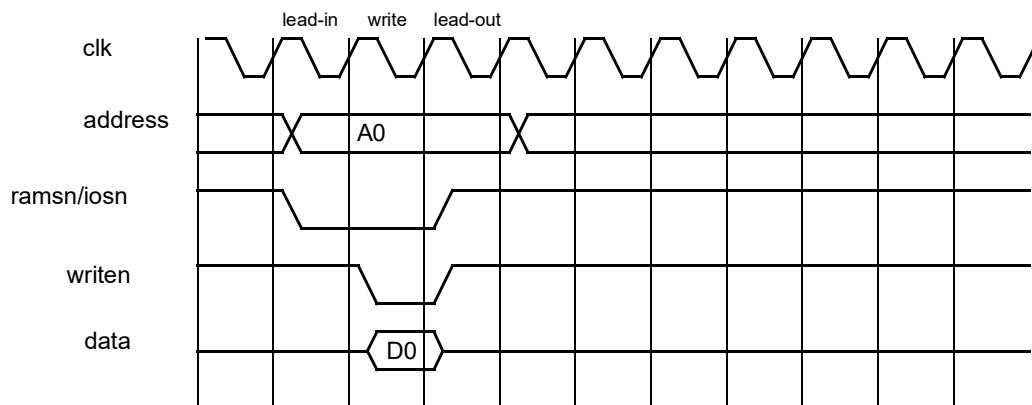 lead-in write lead-out
clk
address A0
ramsn/iosn
writen
data D0